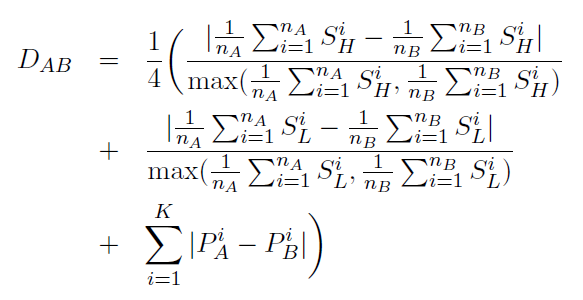 D_{AB} = \frac{1}{4}\Bigg(\frac{|\frac{1}{n_A}\sum_{i=1}^{n_A} S_H^i - \frac{1}{n_B}\sum_{i=1}^{n_B} S_H^i|}{\max(\frac{1}{n_A}\sum_{i=1}^{n_A} S_H^i, \frac{1}{n_B}\sum_{i=1}^{n_B} S_H^i)}
+ \frac{|\frac{1}{n_A}\sum_{i=1}^{n_A} S_L^i - \frac{1}{n_B}\sum_{i=1}^{n_B} S_L^i|}{\max(\frac{1}{n_A}\sum_{i=1}^{n_A} S_L^i, \frac{1}{n_B}\sum_{i=1}^{n_B} S_L^i)}
+ \sum_{i=1}^{K} |P_A^i - P_B^i|\Bigg)